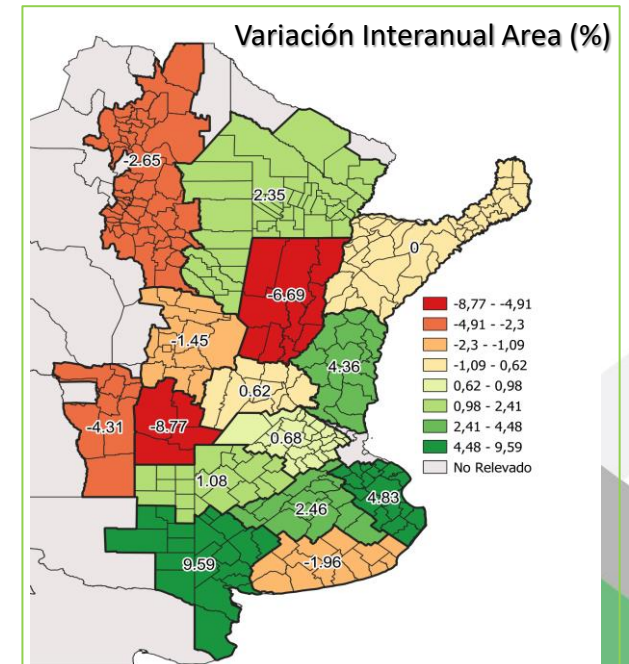 Variación Interanual Area (%)
-2.65
2.35
0
-6.69
-1.45
4.36
0.62
-4.31
-8.77
0.68
1.08
4.83
2.46
9.59
-1.96
-8,77 - -4,91
-4,91 - -2,3
-2,3 - -1,09
-1,09 - 0,62
0,62 - 0,98
0,98 - 2,41
2,41 - 4,48
4,48 - 9,59
No Relevado